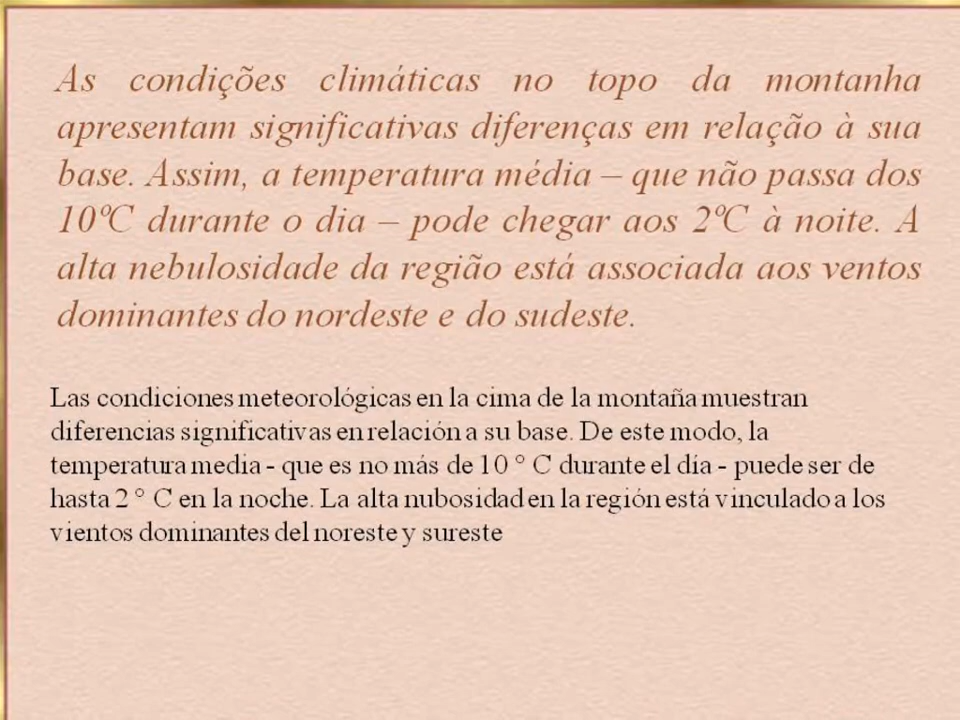 As condições climáticas no topo da montanha
apresentam significativas diferenças em relação à sua
base. Assim, a temperatura média – que não passa dos
10ºC durante o dia – pode chegar aos 2ºC à noite. A
alta nebulosidade da região está associada aos ventos
dominantes do nordeste e do sudeste.
Las condiciones meteorológicas en la cima de la montaña muestran
diferencias significativas en relación a su base. De este modo, la
temperatura media - que es no más de 10 ° C durante el día - puede ser de
hasta 2 ° C en la noche. La alta nubosidad en la región está vinculado a los
vientos dominantes del noreste y sureste